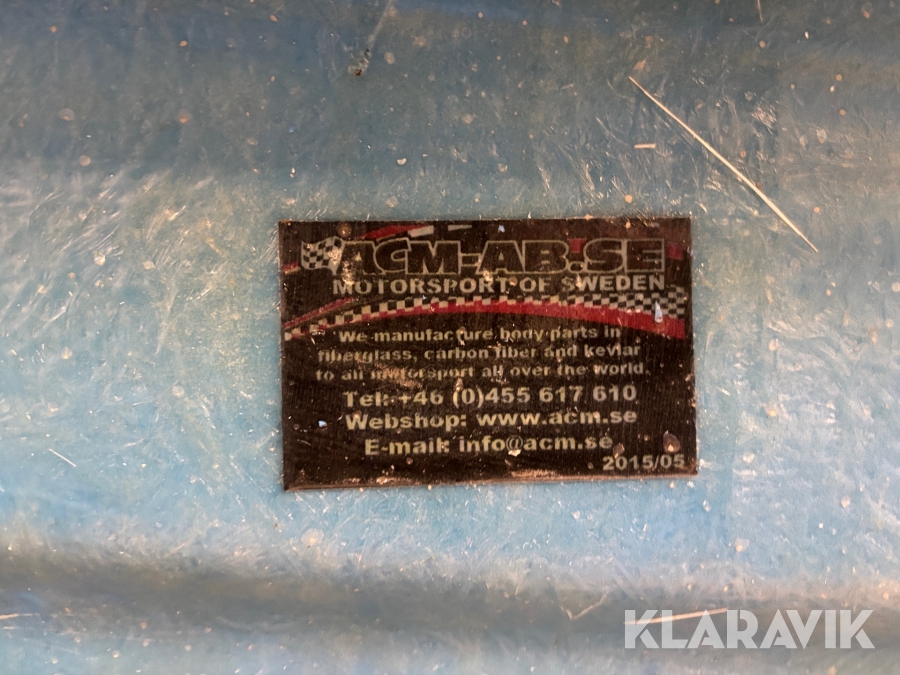 ACM-AB.SE
MOTORSPORT OF SWEDEN
We manufacture body parts in
fiberglass, carbon fiber and kevlar
to all motorsport all over the world.
Tel: +46 (0)455 617 610
Webshop: www.acm.se
E-mail: info@acm.se
2015/05
KLARAVIK